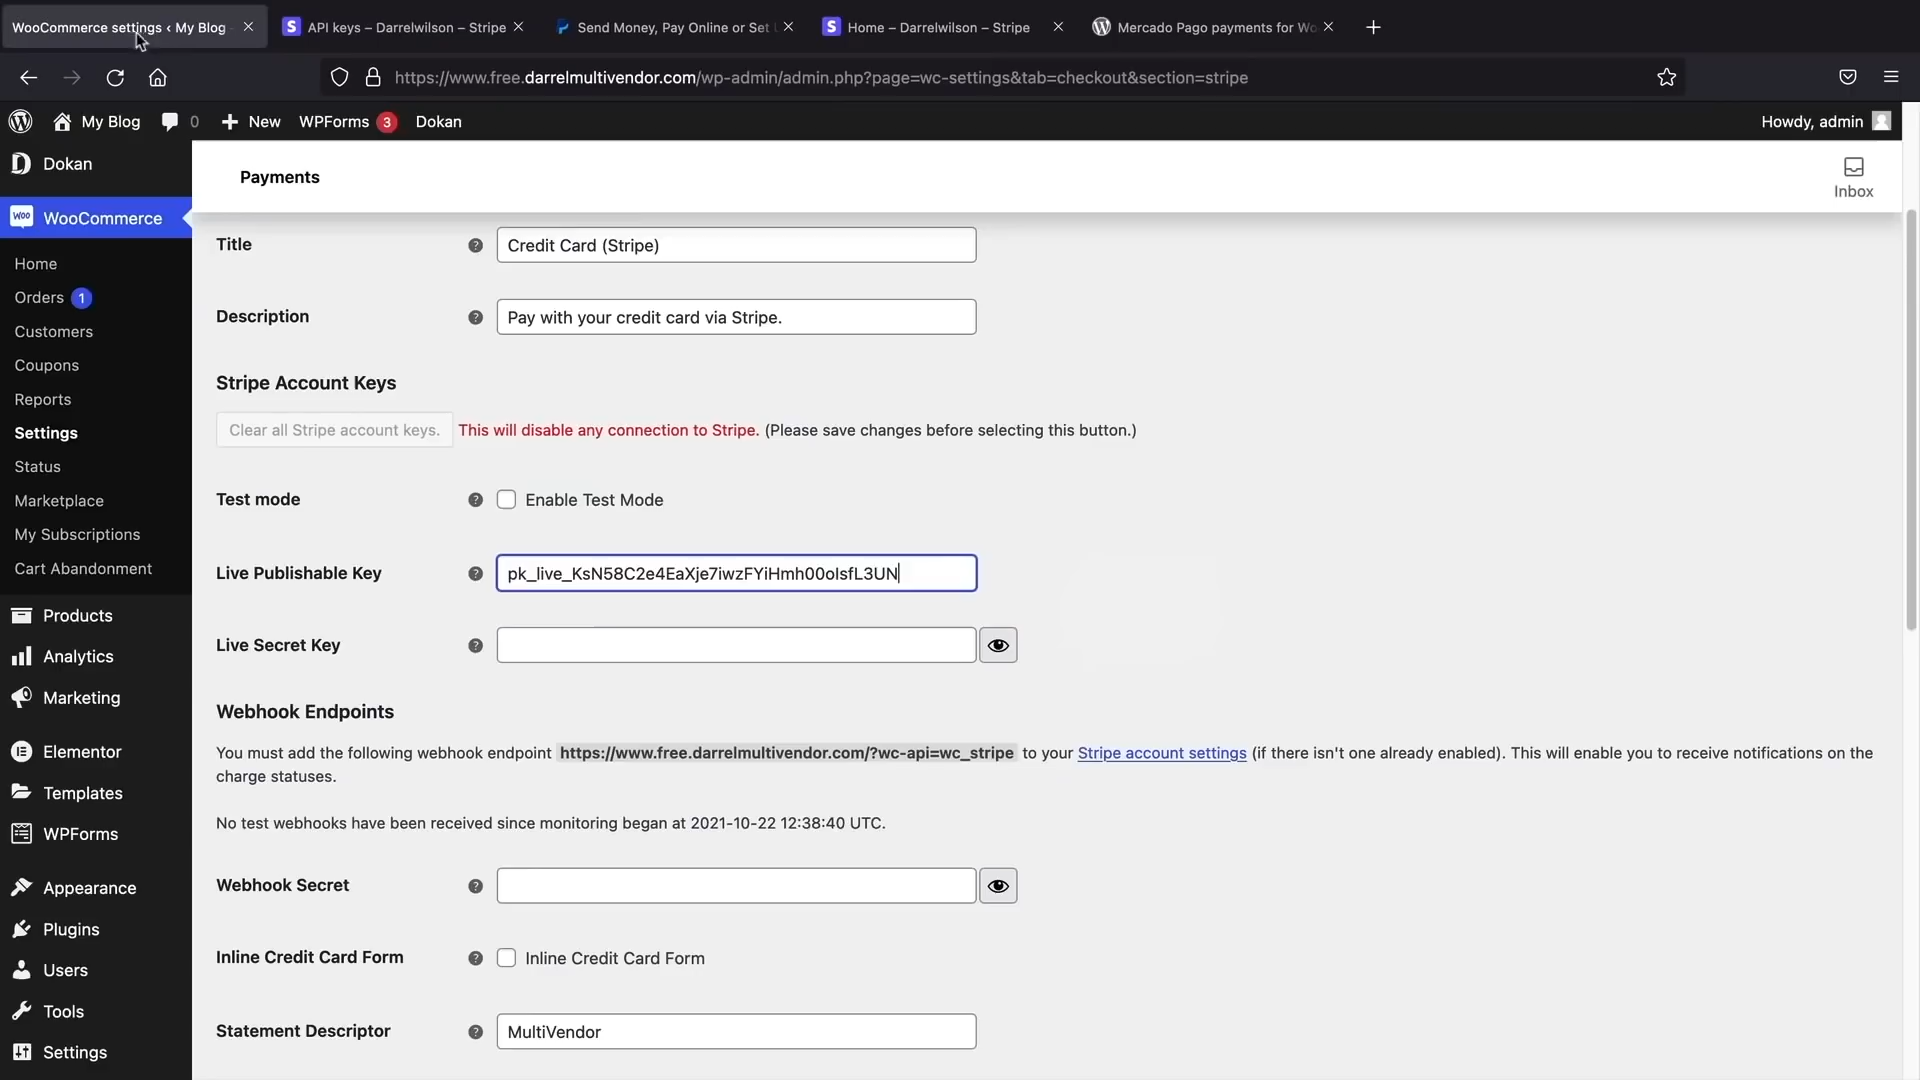 WooCommerce settings ‹ My Blog
API keys – Darrelwilson – Stripe
Send Money, Pay Online or Set
Home – Darrelwilson – Stripe
Mercado Pago payments for Wo
https://www.free.darrelmultivendor.com/wp-admin/admin.php?page=wc-settings&tab=checkout&section=stripe
My Blog 0 New WPForms 3 Dokan Howdy, admin
Dokan
WooCommerce
Home
Orders 1
Customers
Coupons
Reports
Settings
Status
Marketplace
My Subscriptions
Cart Abandonment
Products
Analytics
Marketing
Elementor
Templates
WPForms
Appearance
Plugins
Users
Tools
Settings
Payments
Inbox
Title Credit Card (Stripe)
Description Pay with your credit card via Stripe.
Stripe Account Keys
Clear all Stripe account keys. This will disable any connection to Stripe. (Please save changes before selecting this button.)
Test mode Enable Test Mode
Live Publishable Key pk_live_KsN58C2e4EaXje7iwzFYiHmh00oIsfL3UN
Live Secret Key
Webhook Endpoints
You must add the following webhook endpoint https://www.free.darrelmultivendor.com/?wc-api=wc_stripe to your Stripe account settings (if there isn't one already enabled). This will enable you to receive notifications on the
charge statuses.
No test webhooks have been received since monitoring began at 2021-10-22 12:38:40 UTC.
Webhook Secret
Inline Credit Card Form Inline Credit Card Form
Statement Descriptor MultiVendor